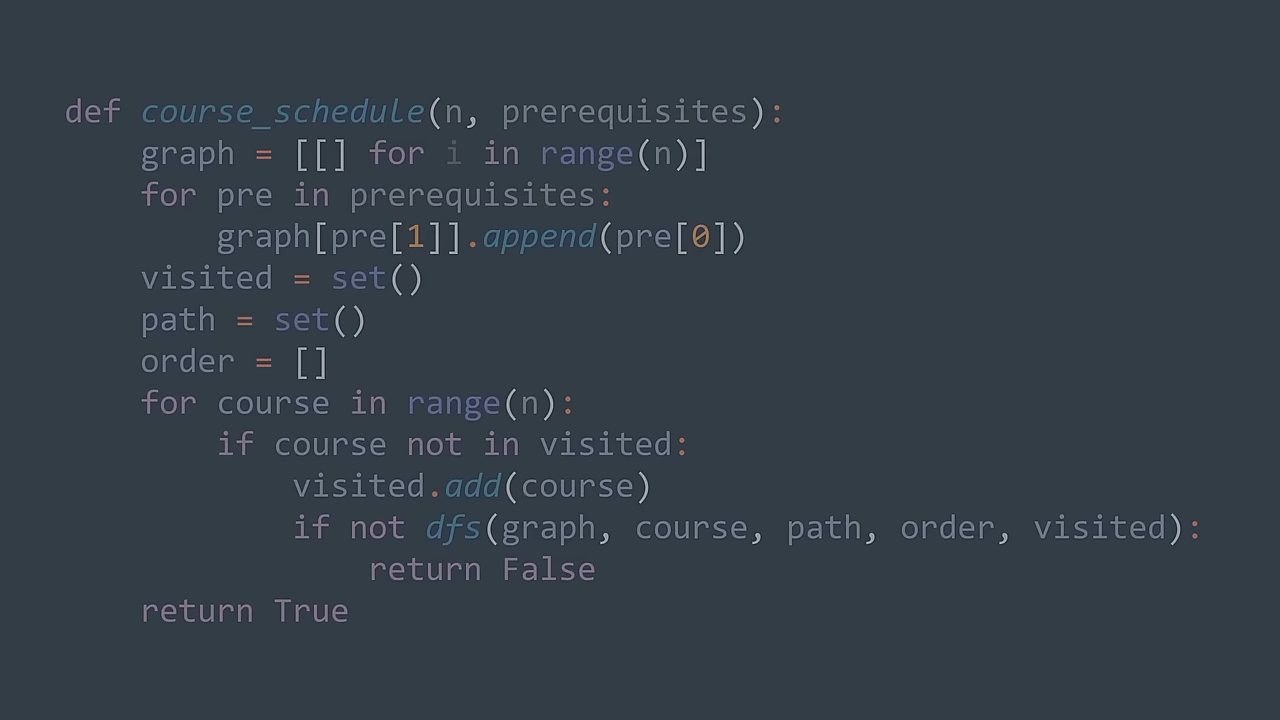 def course_schedule(n, prerequisites):
    graph = [[] for i in range(n)]
    for pre in prerequisites:
        graph[pre[1]].append(pre[0])
    visited = set()
    path = set()
    order = []
    for course in range(n):
        if course not in visited:
            visited.add(course)
            if not dfs(graph, course, path, order, visited):
                return False
    return True